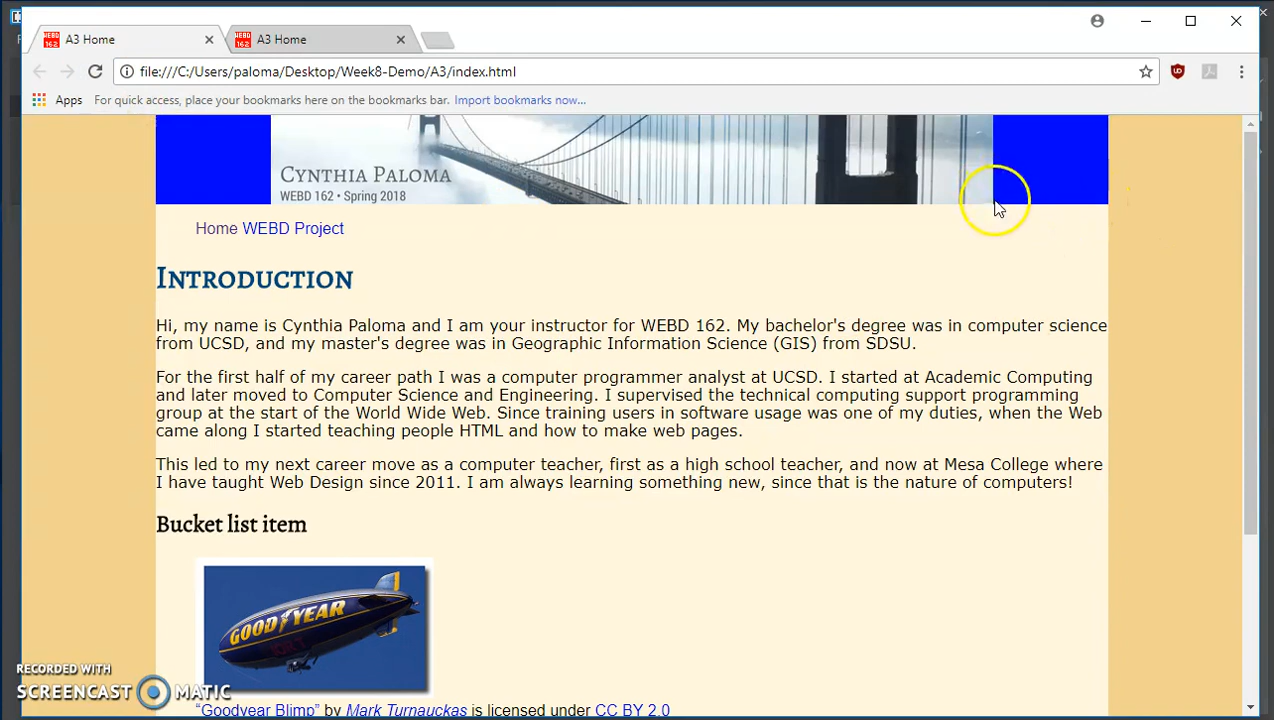 WEBD
162
A3 Home
WEBD
162
A3 Home
file:///C:/Users/paloma/Desktop/Week8-Demo/A3/index.html
Apps For quick access, place your bookmarks here on the bookmarks bar. Import bookmarks now...
CYNTHIA PALOMA
WEBD 162 • Spring 2018
Home WEBD Project
INTRODUCTION
Hi, my name is Cynthia Paloma and I am your instructor for WEBD 162. My bachelor's degree was in computer science
from UCSD, and my master's degree was in Geographic Information Science (GIS) from SDSU.
For the first half of my career path I was a computer programmer analyst at UCSD. I started at Academic Computing
and later moved to Computer Science and Engineering. I supervised the technical computing support programming
group at the start of the World Wide Web. Since training users in software usage was one of my duties, when the Web
came along I started teaching people HTML and how to make web pages.
This led to my next career move as a computer teacher, first as a high school teacher, and now at Mesa College where
I have taught Web Design since 2011. I am always learning something new, since that is the nature of computers!
Bucket list item
GOODYEAR
RECORDED WITH
SCREENCAST MATIC
“Goodyear Blimp” by Mark Turnauckas is licensed under CC BY 2.0